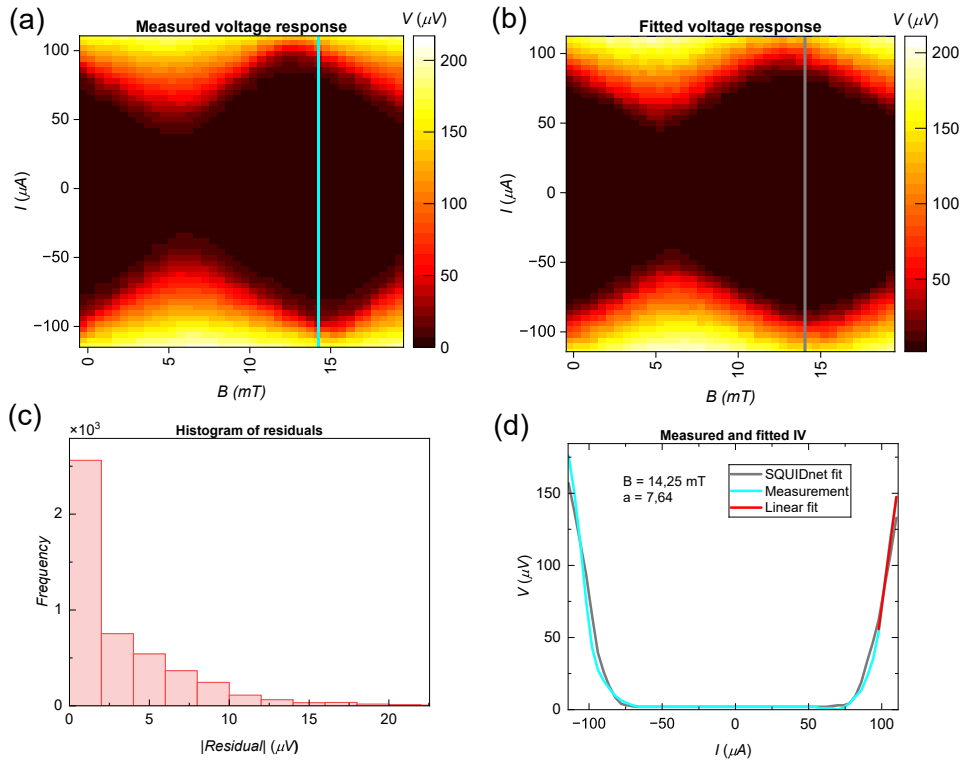 (a)
Measured voltage response
V (μV)
100
50
0
−50
−100
I (μA)
0
5
10
15
B (mT)
200
150
100
50
0
(b)
Fitted voltage response
V (μV)
100
50
0
−50
−100
I (μA)
0
5
10
15
B (mT)
200
150
100
50
(c)
×10³
Histogram of residuals
2
1
0
Frequency
0
5
10
15
20
|Residual| (μV)
(d)
Measured and fitted IV
B = 14,25 mT
a = 7,64
SQUIDnet fit
Measurement
Linear fit
150
100
50
0
V (μV)
−100
−50
0
50
100
I (μA)